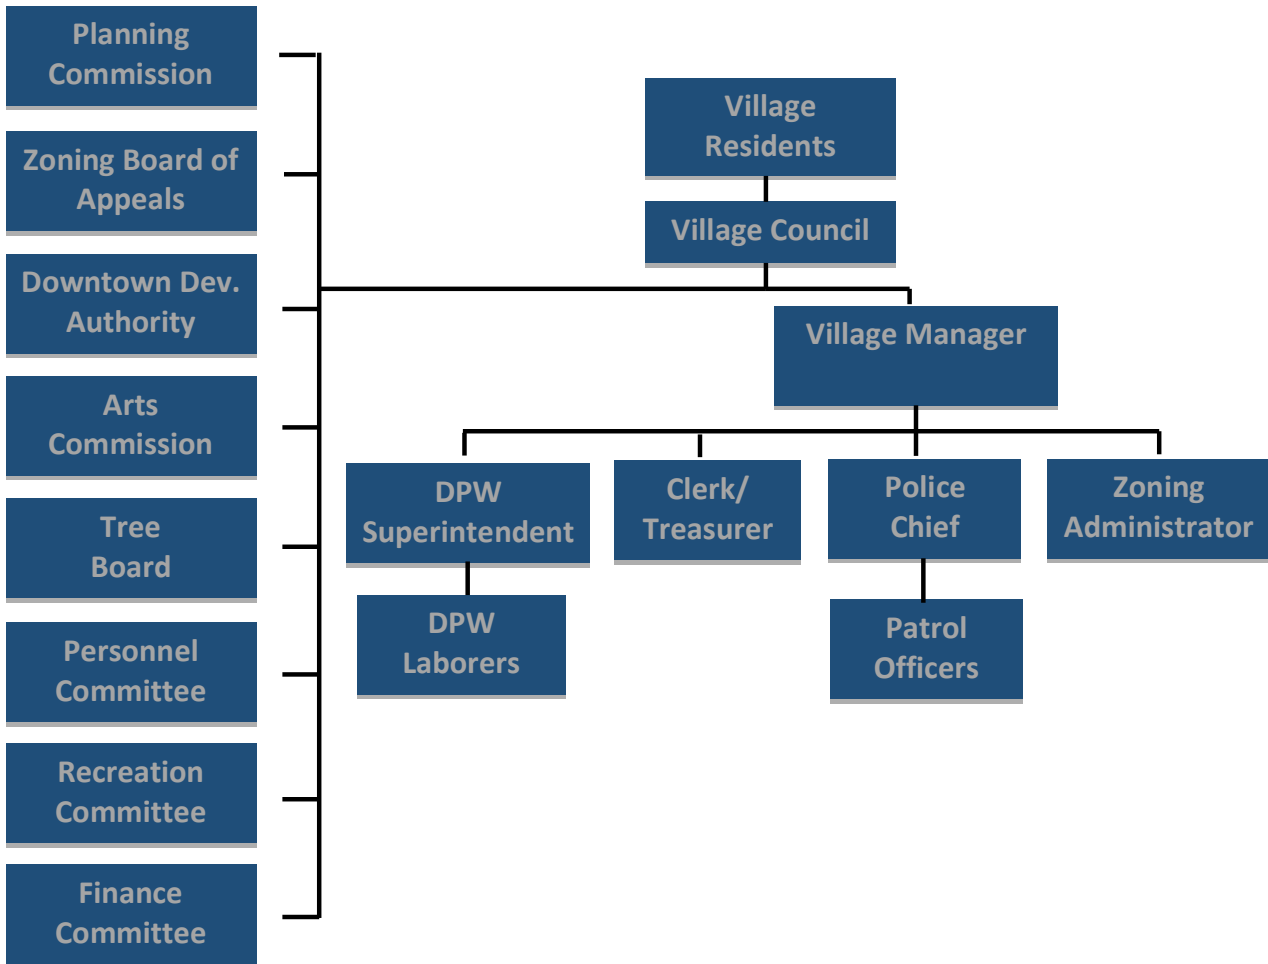 Planning
Commission
Zoning Board of
Appeals
Downtown Dev.
Authority
Arts
Commission
Tree
Board
Personnel
Committee
Recreation
Committee
Finance
Committee
Village
Residents
Village Council
Village Manager
DPW
Superintendent
Clerk/
Treasurer
Police
Chief
Zoning
Administrator
DPW
Laborers
Patrol
Officers